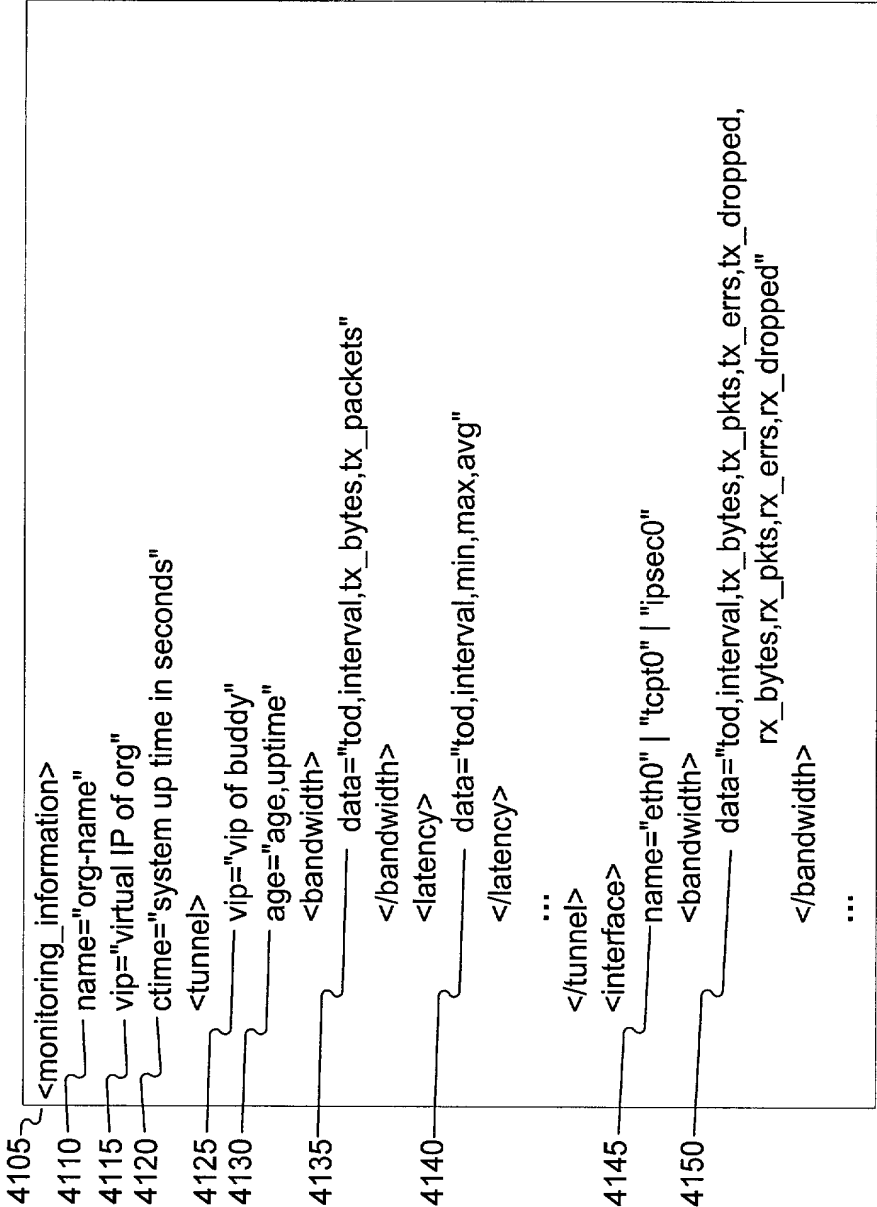 4105 <monitoring_information>
4110 name="org-name"
4115 vip="virtual IP of org"
4120 ctime="system up time in seconds"
<tunnel>
4125 vip="vip of buddy"
4130 age="age,uptime"
<bandwidth>
4135 data="tod,interval,tx_bytes,tx_packets"
</bandwidth>
<latency>
4140 data="tod,interval,min,max,avg"
</latency>
...
</tunnel>
<interface>
4145 name="eth0" | "tcpt0" | "ipsec0"
<bandwidth>
4150 data="tod,interval,tx_bytes,tx_pkts,tx_errs,tx_dropped,
rx_bytes,rx_pkts,rx_errs,rx_dropped"
</bandwidth>
...